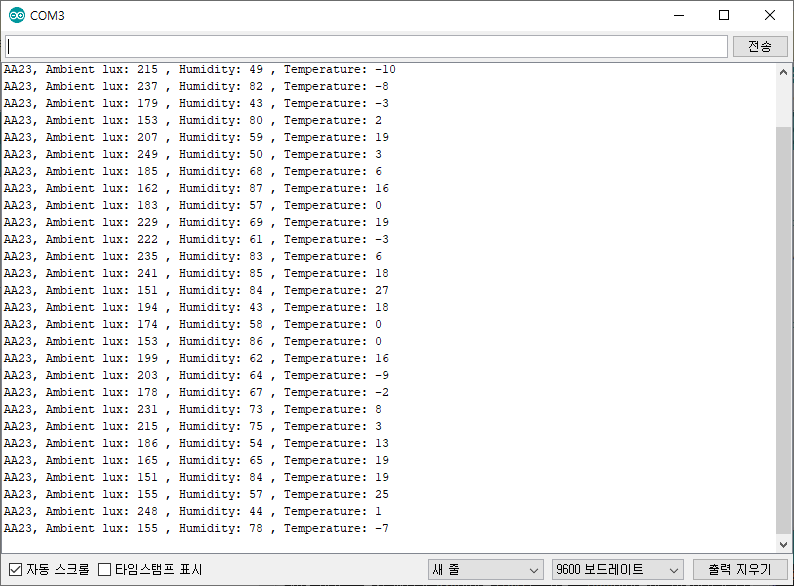 COM3
전송
AA23, Ambient lux: 215 , Humidity: 49 , Temperature: -10
AA23, Ambient lux: 237 , Humidity: 82 , Temperature: -8
AA23, Ambient lux: 179 , Humidity: 43 , Temperature: -3
AA23, Ambient lux: 153 , Humidity: 80 , Temperature: 2
AA23, Ambient lux: 207 , Humidity: 59 , Temperature: 19
AA23, Ambient lux: 249 , Humidity: 50 , Temperature: 3
AA23, Ambient lux: 185 , Humidity: 68 , Temperature: 6
AA23, Ambient lux: 162 , Humidity: 87 , Temperature: 16
AA23, Ambient lux: 183 , Humidity: 57 , Temperature: 0
AA23, Ambient lux: 229 , Humidity: 69 , Temperature: 19
AA23, Ambient lux: 222 , Humidity: 61 , Temperature: -3
AA23, Ambient lux: 235 , Humidity: 83 , Temperature: 6
AA23, Ambient lux: 241 , Humidity: 85 , Temperature: 18
AA23, Ambient lux: 151 , Humidity: 84 , Temperature: 27
AA23, Ambient lux: 194 , Humidity: 43 , Temperature: 18
AA23, Ambient lux: 174 , Humidity: 58 , Temperature: 0
AA23, Ambient lux: 153 , Humidity: 86 , Temperature: 0
AA23, Ambient lux: 199 , Humidity: 62 , Temperature: 16
AA23, Ambient lux: 203 , Humidity: 64 , Temperature: -9
AA23, Ambient lux: 178 , Humidity: 67 , Temperature: -2
AA23, Ambient lux: 231 , Humidity: 73 , Temperature: 8
AA23, Ambient lux: 215 , Humidity: 75 , Temperature: 3
AA23, Ambient lux: 186 , Humidity: 54 , Temperature: 13
AA23, Ambient lux: 165 , Humidity: 65 , Temperature: 19
AA23, Ambient lux: 151 , Humidity: 84 , Temperature: 19
AA23, Ambient lux: 155 , Humidity: 57 , Temperature: 25
AA23, Ambient lux: 248 , Humidity: 44 , Temperature: 1
AA23, Ambient lux: 155 , Humidity: 78 , Temperature: -7
자동 스크롤 타임스탬프 표시 새 줄 9600 보드레이트 출력 지우기